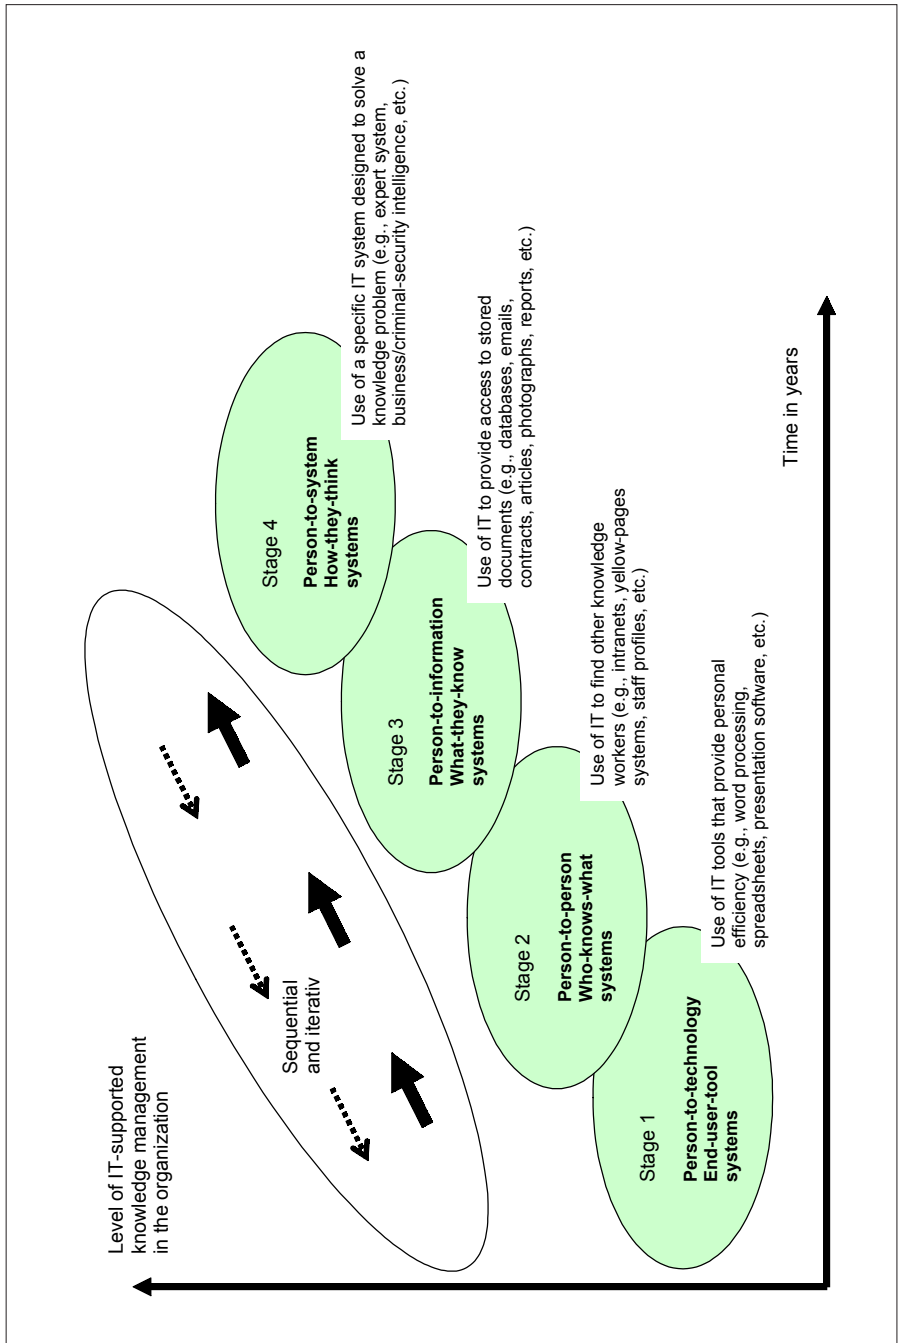 Level of IT-supported
knowledge management
in the organization
Sequential
and iterativ
Stage 4
Person-to-system
How-they-think
systems
Use of a specific IT system designed to solve a
knowledge problem (e.g., expert system,
business/criminal-security intelligence, etc.)
Stage 3
Person-to-information
What-they-know
systems
Use of IT to provide access to stored
documents (e.g., databases, emails,
contracts, articles, photographs, reports, etc.)
Stage 2
Person-to-person
Who-knows-what
systems
Use of IT to find other knowledge
workers (e.g., intranets, yellow-pages
systems, staff profiles, etc.)
Stage 1
Person-to-technology
End-user-tool
systems
Use of IT tools that provide personal
efficiency (e.g., word processing,
spreadsheets, presentation software, etc.)
Time in years